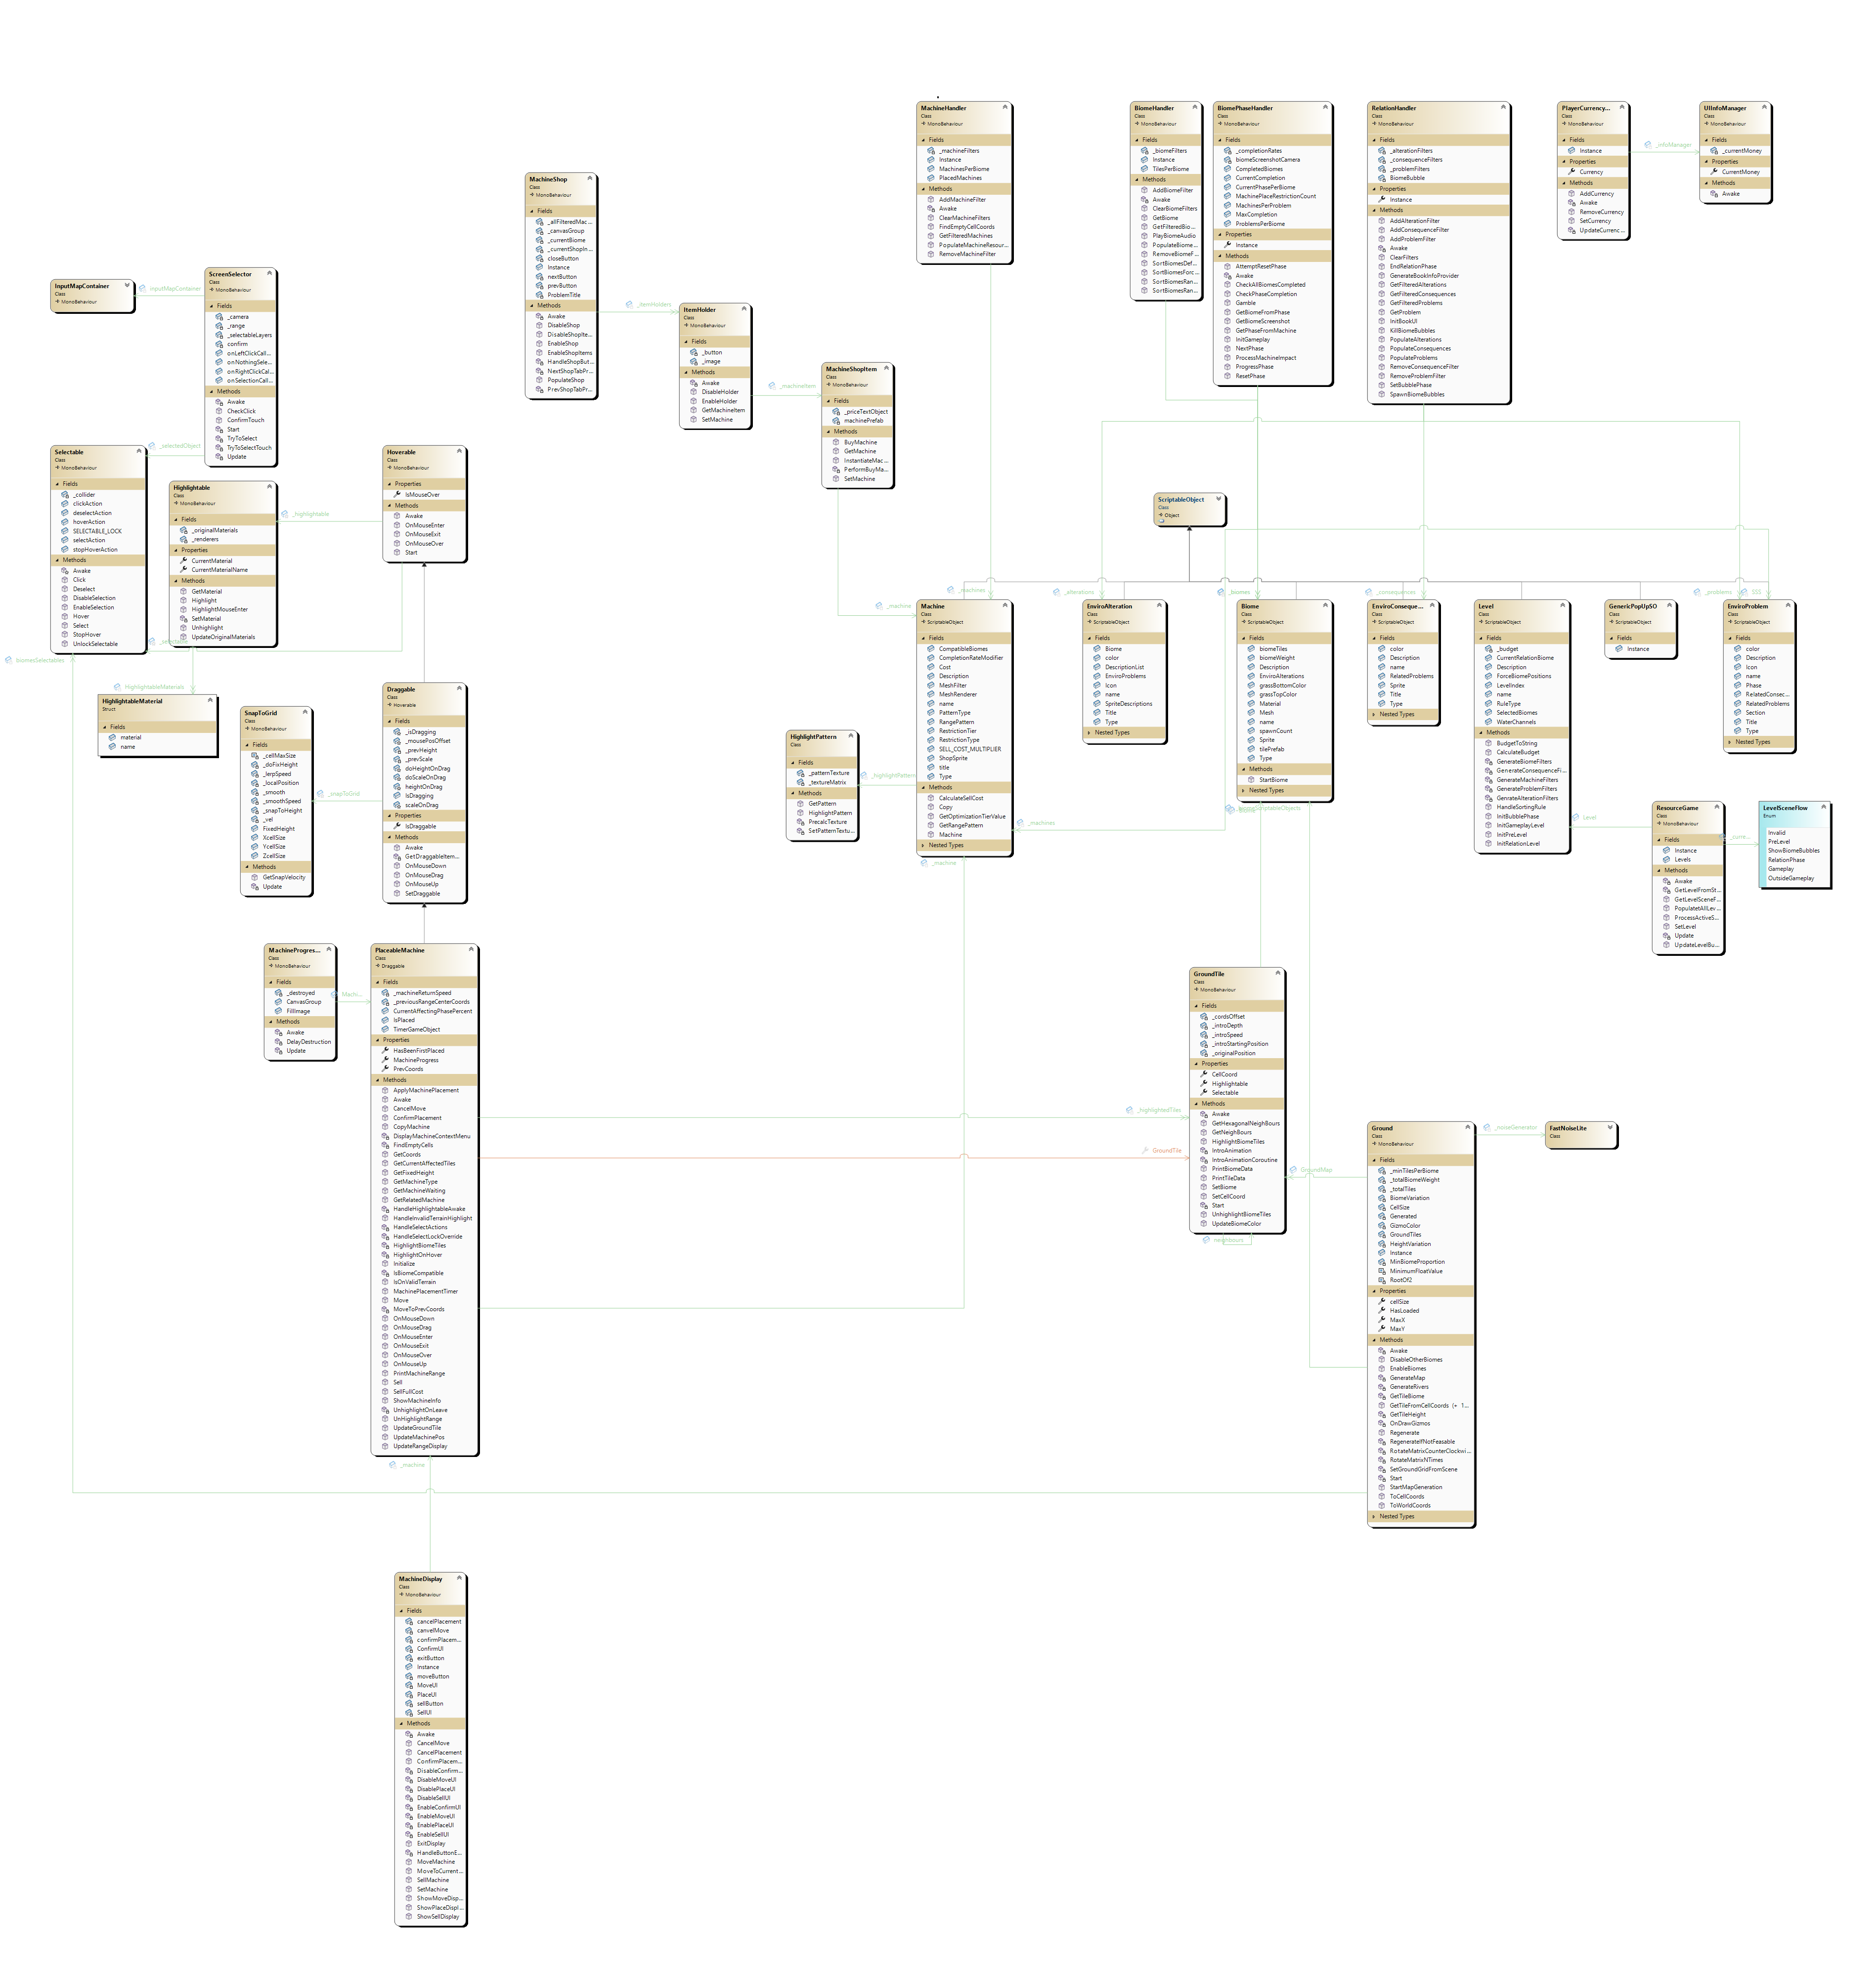 MachineHandler
Class
MonoBehaviour
Fields
_machineFilters
Instance
MachinesPerBiome
PlacedMachines
Methods
AddMachineFilter
Awake
ClearMachineFilters
FindEmptyCellCoords
GetFilteredMachines
PopulateMachineResour...
RemoveMachineFilter
BiomeHandler
Class
MonoBehaviour
Fields
_biomeFilters
Instance
TilesPerBiome
Methods
AddBiomeFilter
Awake
ClearBiomeFilters
GetBiome
GetFilteredBio...
PlayBiomeAudio
PopulateBiome...
RemoveBiomeF...
SortBiomesDef...
SortBiomesForc...
SortBiomesRan...
SortBiomesRan...
BiomePhaseHandler
Class
MonoBehaviour
Fields
_completionRates
biomeScreenshotCamera
CompletedBiomes
CurrentCompletion
CurrentPhasePerBiome
MachinePlaceRestrictionCount
MachinesPerProblem
MaxCompletion
ProblemsPerBiome
Properties
Instance
Methods
AttemptResetPhase
Awake
CheckAllBiomesCompleted
CheckPhaseCompletion
Gamble
GetBiomeFromPhase
GetBiomeScreenshot
GetPhaseFromMachine
InitGameplay
NextPhase
ProcessMachineImpact
ProgressPhase
ResetPhase
RelationHandler
Class
MonoBehaviour
Fields
_alterationFilters
_consequenceFilters
_problemFilters
BiomeBubble
Properties
Instance
Methods
AddAlterationFilter
AddConsequenceFilter
AddProblemFilter
Awake
ClearFilters
EndRelationPhase
GenerateBookInfoProvider
GetFilteredAlterations
GetFilteredConsequences
GetFilteredProblems
GetProblem
InitBookUI
KillBiomeBubbles
PopulateAlterations
PopulateConsequences
PopulateProblems
RemoveConsequenceFilter
RemoveProblemFilter
SetBubblePhase
SpawnBiomeBubbles
PlayerCurrency...
Class
MonoBehaviour
Fields
Instance
Properties
Currency
Methods
AddCurrency
Awake
RemoveCurrency
SetCurrency
UpdateCurrenc...
_infoManager
UIInfoManager
Class
MonoBehaviour
Fields
_currentMoney
Properties
CurrentMoney
Methods
Awake
MachineShop
Class
MonoBehaviour
Fields
_allFilteredMac...
_canvasGroup
_currentBiome
_currentShopIn...
closeButton
Instance
nextButton
prevButton
ProblemTitle
Methods
Awake
DisableShop
DisableShopIte...
EnableShop
EnableShopItems
HandleShopBut...
NextShopTabPr...
PopulateShop
PrevShopTabPr...
_itemHolders
ItemHolder
Class
MonoBehaviour
Fields
_button
_image
Methods
Awake
DisableHolder
EnableHolder
GetMachineItem
SetMachine
_machineItem
MachineShopItem
Class
MonoBehaviour
Fields
_priceTextObject
machinePrefab
Methods
BuyMachine
GetMachine
InstantiateMac...
PerformBuyMa...
SetMachine
InputMapContainer
Class
MonoBehaviour
inputMapContainer
ScreenSelector
Class
MonoBehaviour
Fields
_camera
_range
_selectableLayers
confirm
onLeftClickCall...
onNothingSele...
onRightClickCal...
onSelectionCall...
Methods
Awake
CheckClick
ConfirmTouch
Start
TryToSelect
TryToSelectTouch
Update
_selectedObject
Selectable
Class
MonoBehaviour
Fields
_collider
clickAction
deselectAction
hoverAction
SELECTABLE_LOCK
selectAction
stopHoverAction
Methods
Awake
Click
Deselect
DisableSelection
EnableSelection
Hover
Select
StopHover
UnlockSelectable
_selectable
biomesSelectables
Highlightable
Class
MonoBehaviour
Fields
_originalMaterials
_renderers
Properties
CurrentMaterial
CurrentMaterialName
Methods
GetMaterial
Highlight
HighlightMouseEnter
SetMaterial
Unhighlight
UpdateOriginalMaterials
_highlightable
Hoverable
Class
MonoBehaviour
Properties
IsMouseOver
Methods
Awake
OnMouseEnter
OnMouseExit
OnMouseOver
Start
HighlightableMaterials
HighlightableMaterial
Struct
Fields
material
name
SnapToGrid
Class
MonoBehaviour
Fields
_cellMaxSize
_doFixHeight
_lerpSpeed
_localPosition
_smooth
_smoothSpeed
_snapToHeight
_vel
FixedHeight
XcellSize
YcellSize
ZcellSize
Methods
GetSnapVelocity
Update
_snapToGrid
Draggable
Class
Hoverable
Fields
_isDragging
_mousePosOffset
_prevHeight
_prevScale
doHeightOnDrag
doScaleOnDrag
heightOnDrag
IsDragging
scaleOnDrag
Properties
IsDraggable
Methods
Awake
GetDraggableItem...
OnMouseDown
OnMouseDrag
OnMouseUp
SetDraggable
ScriptableObject
Class
Object
HighlightPattern
Class
MonoBehaviour
Fields
_patternTexture
_textureMatrix
Methods
GetPattern
HighlightPattern
PrecalcTexture
SetPatternTextu...
_highlightPattern
_machine
_machines
Machine
Class
ScriptableObject
Fields
CompatibleBiomes
CompletionRateModifier
Cost
Description
MeshFilter
MeshRenderer
name
PatternType
RangePattern
RestrictionTier
RestrictionType
SELL_COST_MULTIPLIER
ShopSprite
title
Type
Methods
CalculateSellCost
Copy
GetOptimizationTierValue
GetRangePattern
Machine
Nested Types
_machines
_machine
_alterations
EnviroAlteration
Class
ScriptableObject
Fields
Biome
color
DescriptionList
EnviroProblems
Icon
name
SpriteDescriptions
Title
Type
Nested Types
_biomes
Biome
Class
ScriptableObject
Fields
biomeTiles
biomeWeight
Description
EnviroAlterations
grassBottomColor
grassTopColor
Material
Mesh
name
spawnCount
Sprite
tilePrefab
Type
Methods
StartBiome
Nested Types
_consequences
EnviroConseque...
Class
ScriptableObject
Fields
color
Description
name
RelatedProblems
Sprite
Title
Type
Nested Types
Level
Class
ScriptableObject
Fields
_budget
CurrentRelationBiome
Description
ForceBiomePositions
LevelIndex
name
RuleType
SelectedBiomes
WaterChannels
Methods
BudgetToString
CalculateBudget
GenerateBiomeFilters
GenerateConsequenceFi...
GenerateMachineFilters
GenerateProblemFilters
GenrateAlterationFilters
HandleSortingRule
InitBubblePhase
InitGameplayLevel
InitPreLevel
InitRelationLevel
GenericPopUpSO
Class
ScriptableObject
Fields
Instance
_problems
SSS
EnviroProblem
Class
ScriptableObject
Fields
color
Description
Icon
name
Phase
RelatedConsec...
RelatedProblems
Section
Title
Type
Nested Types
Level
ResourceGame
Class
MonoBehaviour
Fields
Instance
Levels
Methods
Awake
GetLevelFromSt...
GetLevelSceneF...
PopulatetAllLev...
ProcessActiveS...
SetLevel
Update
UpdateLevelBu...
_curre...
LevelSceneFlow
Enum
Invalid
PreLevel
ShowBiomeBubbles
RelationPhase
Gameplay
OutsideGameplay
MachineProgres...
Class
MonoBehaviour
Fields
_destroyed
CanvasGroup
FillImage
Methods
Awake
DelayDestruction
Update
Machi...
PlaceableMachine
Class
Draggable
Fields
_machineReturnSpeed
_previousRangeCenterCoords
CurrentAffectingPhasePercent
IsPlaced
TimerGameObject
Properties
HasBeenFirstPlaced
MachineProgress
PrevCoords
Methods
ApplyMachinePlacement
Awake
CancelMove
ConfirmPlacement
CopyMachine
DisplayMachineContextMenu
FindEmptyCells
GetCoords
GetCurrentAffectedTiles
GetFixedHeight
GetMachineType
GetMachineWaiting
GetRelatedMachine
HandleHighlightableAwake
HandleInvalidTerrainHighlight
HandleSelectActions
HandleSelectLockOverride
HighlightBiomeTiles
HighlightOnHover
Initialize
IsBiomeCompatible
IsOnValidTerrain
MachinePlacementTimer
Move
MoveToPrevCoords
OnMouseDown
OnMouseDrag
OnMouseEnter
OnMouseExit
OnMouseOver
OnMouseUp
PrintMachineRange
Sell
SellFullCost
ShowMachineInfo
UnhighlightOnLeave
UnHighlightRange
UpdateGroundTile
UpdateMachinePos
UpdateRangeDisplay
_machine
_highlightedTiles
GroundTile
GroundTile
Class
MonoBehaviour
Fields
_cordsOffset
_introDepth
_introSpeed
_introStartingPosition
_originalPosition
Properties
CellCoord
Highlightable
Selectable
Methods
Awake
GetHexagonalNeighBours
GetNeighBours
HighlightBiomeTiles
IntroAnimation
IntroAnimationCoroutine
PrintBiomeData
PrintTileData
SetBiome
SetCellCoord
Start
UnhighlightBiomeTiles
UpdateBiomeColor
neighbours
GroundMap
Ground
Class
MonoBehaviour
Fields
_minTilesPerBiome
_totalBiomeWeight
_totalTiles
BiomeVariation
CellSize
Generated
GizmoColor
GroundTiles
HeightVariation
Instance
MinBiomeProportion
MinimumFloatValue
RootOf2
Properties
cellSize
HasLoaded
MaxX
MaxY
Methods
Awake
DisableOtherBiomes
EnableBiomes
GenerateMap
GenerateRivers
GetTileBiome
GetTileFromCellCoords (+ 1...
GetTileHeight
OnDrawGizmos
Regenerate
RegenerateIfNotFeasable
RotateMatrixCounterClockwi...
RotateMatrixNTimes
SetGroundGridFromScene
Start
StartMapGeneration
ToCellCoords
ToWorldCoords
Nested Types
_noiseGenerator
FastNoiseLite
Class
MachineDisplay
Class
MonoBehaviour
Fields
cancelPlacement
canvelMove
confirmPlacem...
ConfirmUI
exitButton
Instance
moveButton
MoveUI
PlaceUI
sellButton
SellUI
Methods
Awake
CancelMove
CancelPlacement
ConfirmPlacem...
DisableConfirm...
DisableMoveUI
DisablePlaceUI
DisableSellUI
EnableConfirmUI
EnableMoveUI
EnablePlaceUI
EnableSellUI
ExitDisplay
HandleButtonE...
MoveMachine
MoveToCurrent...
SellMachine
SetMachine
ShowMoveDisp...
ShowPlaceDispl...
ShowSellDisplay